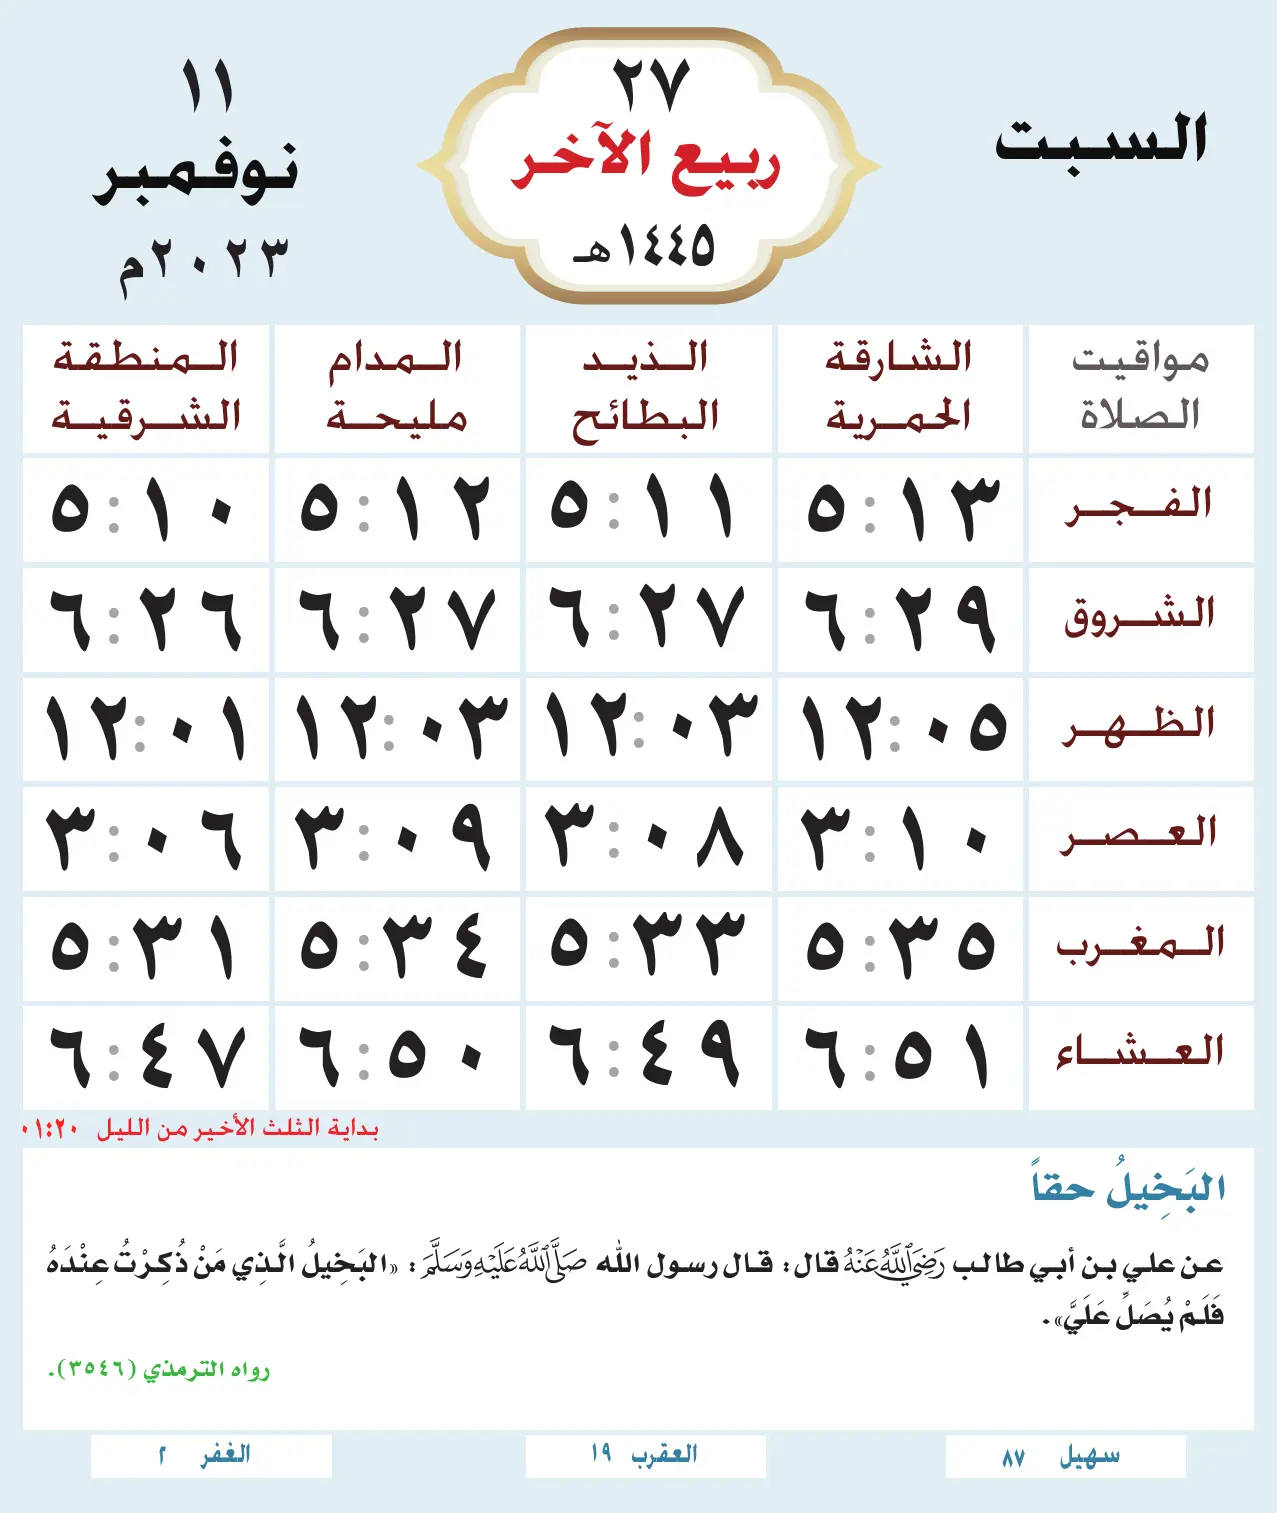 السبت
٢٧
ربيع الآخر
١٤٤٥هـ
١١
نوفمبر
٢٠٢٣م
مواقيت الصلاة	الشارقة الحمرية	الذيد البطائح	المدام مليحة	المنطقة الشرقية
الفجر	٥:١٣	٥:١١	٥:١٢	٥:١٠
الشروق	٦:٢٩	٦:٢٧	٦:٢٧	٦:٢٦
الظهر	١٢:٠٥	١٢:٠٣	١٢:٠٣	١٢:٠١
العصر	٣:١٠	٣:٠٨	٣:٠٩	٣:٠٦
المغرب	٥:٣٥	٥:٣٣	٥:٣٤	٥:٣١
العشاء	٦:٥١	٦:٤٩	٦:٥٠	٦:٤٧
بداية الثلث الأخير من الليل ٠١:٢٠
البَخِيلُ حقاً
عن علي بن أبي طالب رَضِيَ اللَّهُ عَنْهُ قال: قال رسول الله صَلَّى اللَّهُ عَلَيْهِ وَسَلَّمَ: «البَخِيلُ الَّذِي مَنْ ذُكِرْتُ عِنْدَهُ
فَلَمْ يُصَلِّ عَلَيَّ».
رواه الترمذي (٣٥٤٦).
سهيل ٨٧	العقرب ١٩	الغفر ٢